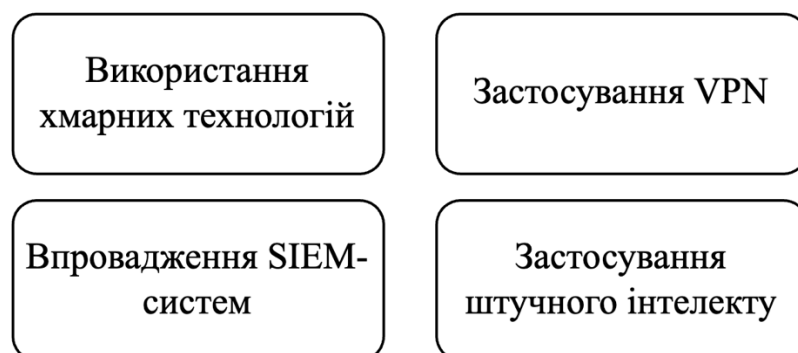 Використання
хмарних технологій
Застосування VPN
Впровадження SIEM-
систем
Застосування
штучного інтелекту